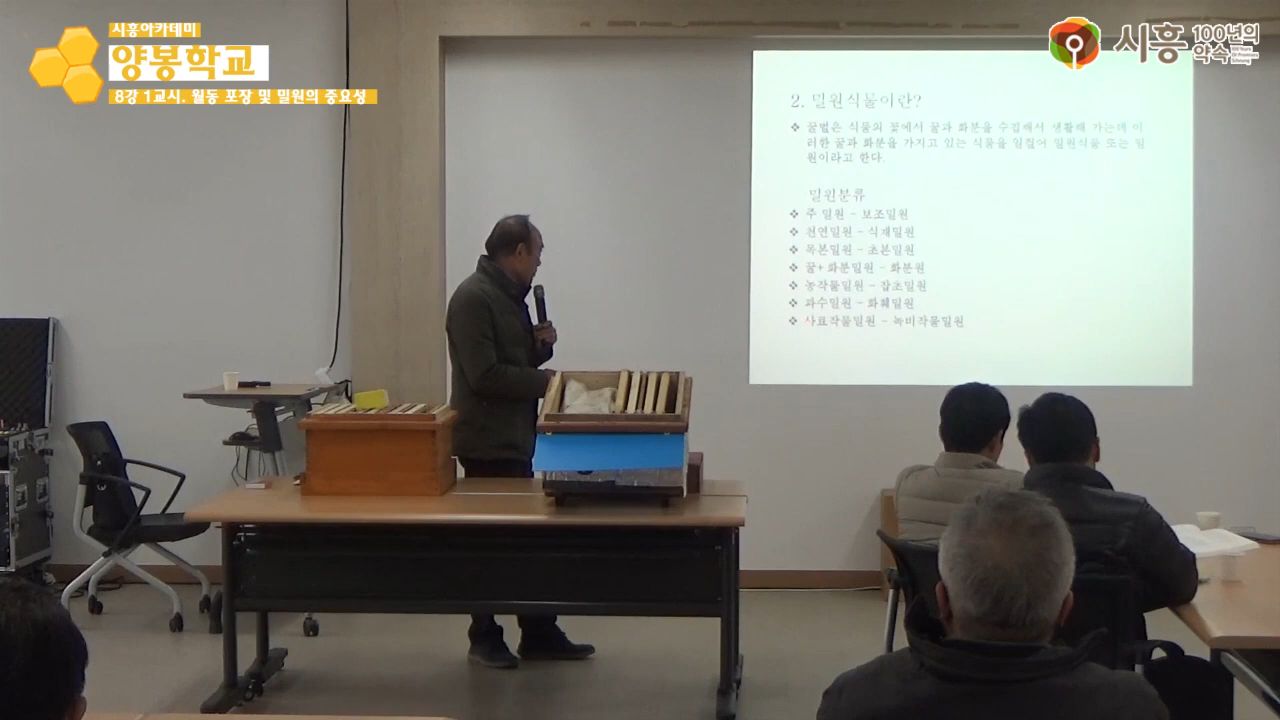 시흥아카데미
양봉학교
8강 1교시. 월동 포장 및 밀원의 중요성
시흥 100년의 약속
2. 밀원식물이란?
❖ 꿀벌은 식물의 꽃에서 꿀과 화분을 수집해서 생활해 가는데 이
러한 꿀과 화분을 가지고 있는 식물을 일컬어 밀원식물 또는 밀
원이라고 한다.
밀원분류
❖ 주 밀원 - 보조밀원
❖ 천연밀원 - 식재밀원
❖ 목본밀원 - 초본밀원
❖ 꿀+ 화분밀원 - 화분원
❖ 농작물밀원 - 잡초밀원
❖ 과수밀원 - 화훼밀원
❖ 사료작물밀원 - 녹비작물밀원